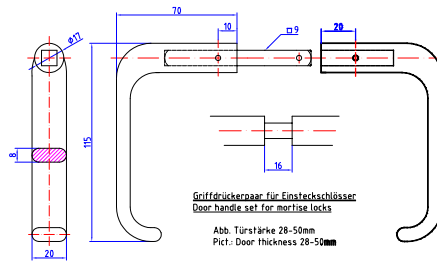 70
10
□9
20
⌀17
115
8
16
20
Griffdrückerpaar für Einsteckschlösser
Door handle set for mortise locks
Abb. Türstärke 28-50mm
Pict.: Door thickness 28-50mm